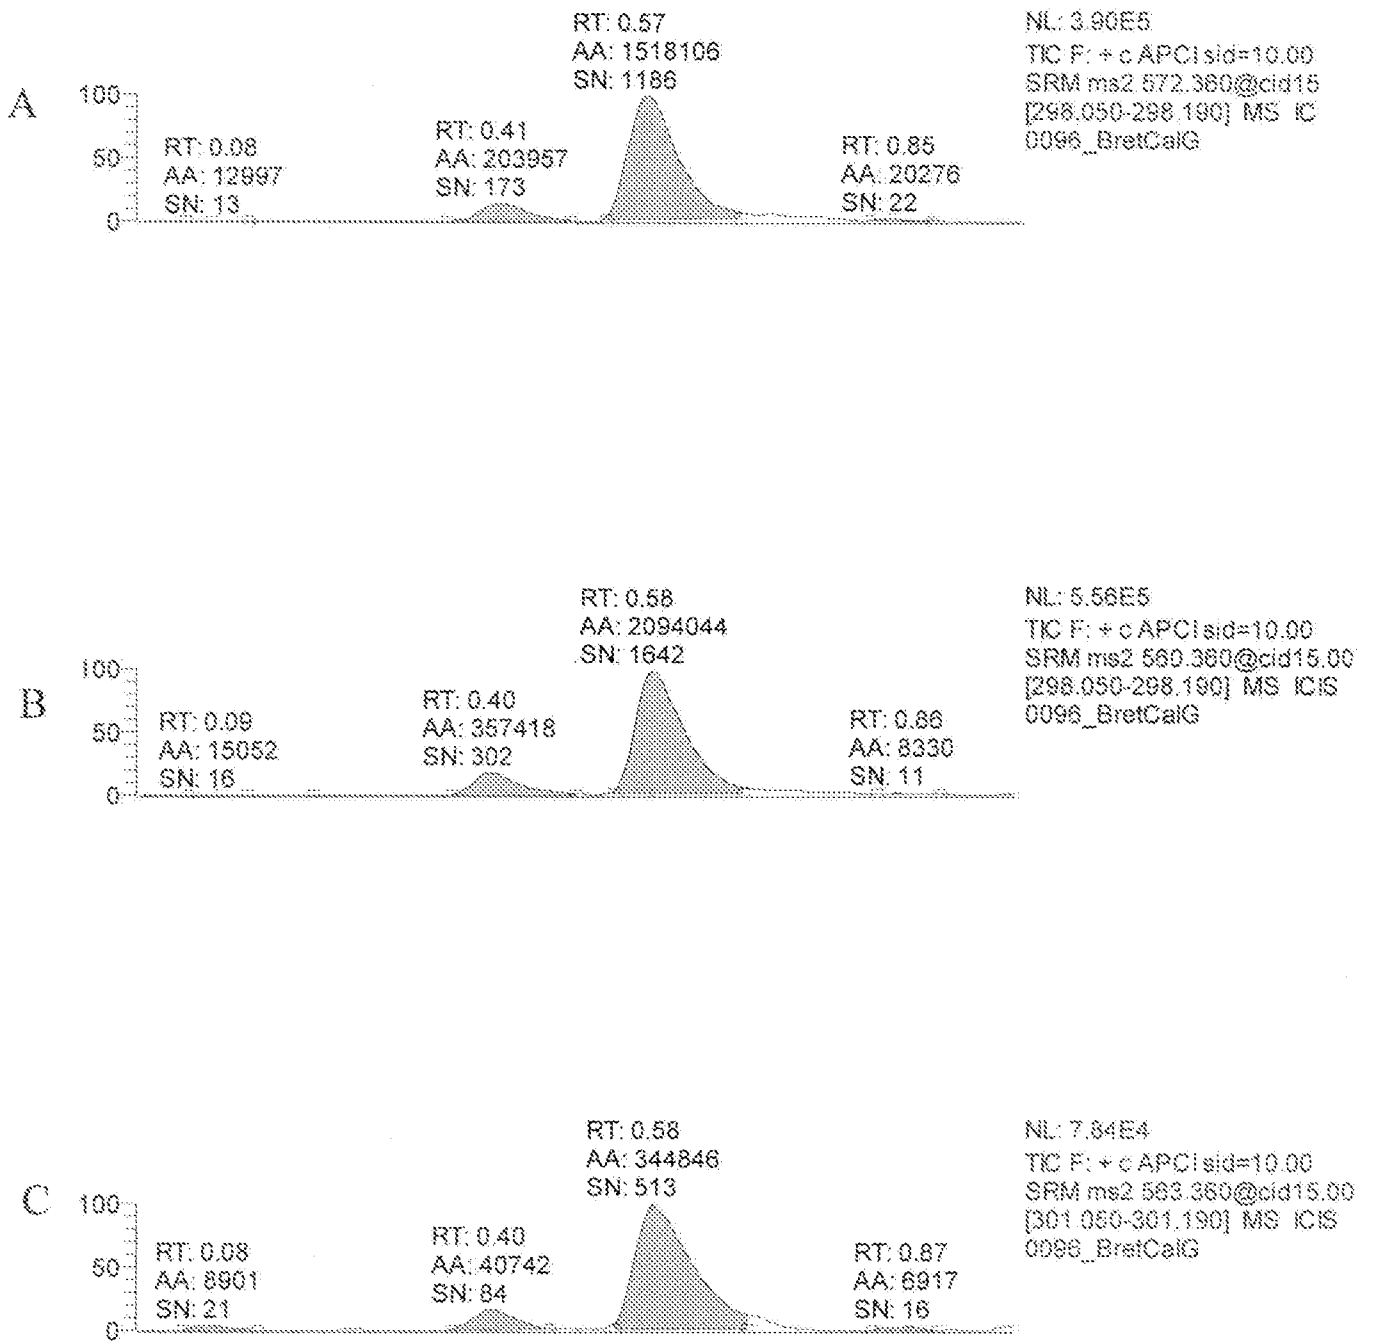 RT: 0.57
AA: 1518106
SN: 1186
NL: 3.90E5
TIC F: + c APCI sid=10.00
SRM ms2 572.360@cid15
[298.050-298.190] MS IC
0096_BretCalG
A
100
50
0
RT: 0.08
AA: 12997
SN: 13
RT: 0.41
AA: 203957
SN: 173
RT: 0.85
AA: 20276
SN: 22
RT: 0.58
AA: 2094044
SN: 1642
NL: 5.56E5
TIC F: + c APCI sid=10.00
SRM ms2 560.360@cid15.00
[298.050-298.190] MS ICIS
0096_BretCalG
B
100
50
0
RT: 0.09
AA: 15052
SN: 16
RT: 0.40
AA: 357418
SN: 302
RT: 0.86
AA: 8330
SN: 11
RT: 0.58
AA: 344846
SN: 513
NL: 7.84E4
TIC F: + c APCI sid=10.00
SRM ms2 563.360@cid15.00
[301.050-301.190] MS ICIS
0096_BretCalG
C
100
50
0
RT: 0.08
AA: 8901
SN: 21
RT: 0.40
AA: 40742
SN: 84
RT: 0.87
AA: 6917
SN: 16